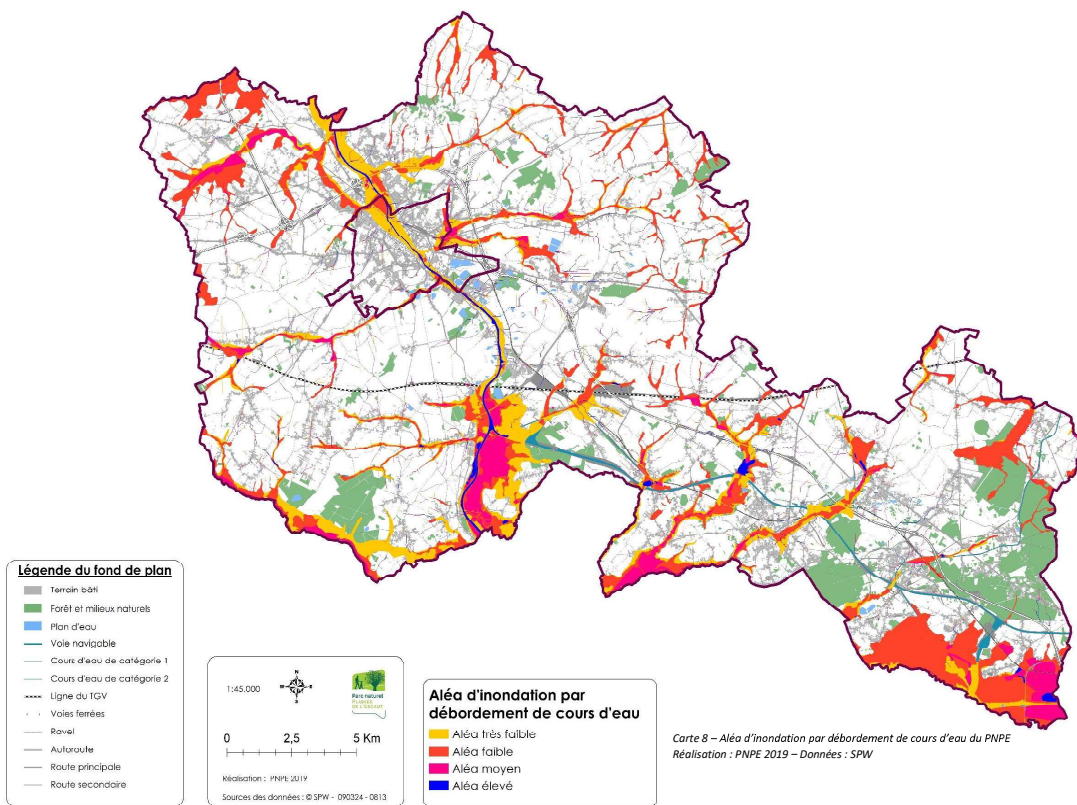 Légende du fond de plan
Terrain bâti
Forêt et milieux naturels
Plan d'eau
Voie navigable
Cours d'eau de catégorie 1
Cours d'eau de catégorie 2
Ligne du TGV
Voies ferrées
Ravel
Autoroute
Route principale
Route secondaire
1:45.000
N
O
E
S
Parc naturel
PLAINES
DE L'ESCAUT
0 2,5 5 Km
Réalisation : PNPE 2019
Sources des données : © SPW - 090324 - 0813
Aléa d'inondation par
débordement de cours d'eau
Aléa très faible
Aléa faible
Aléa moyen
Aléa élevé
Carte 8 – Aléa d'inondation par débordement de cours d'eau du PNPE
Réalisation : PNPE 2019 – Données : SPW